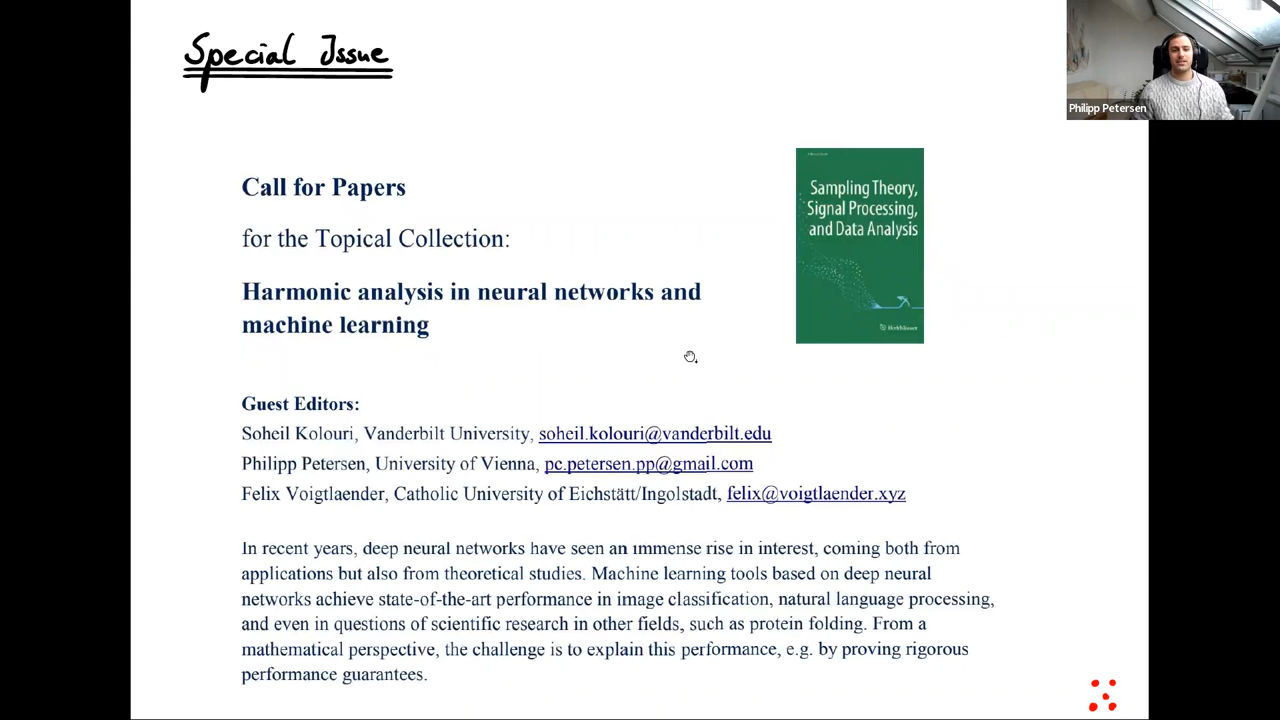 Special Issue
Philipp Petersen
Call for Papers
for the Topical Collection:
Harmonic analysis in neural networks and
machine learning
Sampling Theory,
Signal Processing,
and Data Analysis
Birkhäuser
Guest Editors:
Soheil Kolouri, Vanderbilt University, soheil.kolouri@vanderbilt.edu
Philipp Petersen, University of Vienna, pc.petersen.pp@gmail.com
Felix Voigtlaender, Catholic University of Eichstätt/Ingolstadt, felix@voigtlaender.xyz
In recent years, deep neural networks have seen an immense rise in interest, coming both from
applications but also from theoretical studies. Machine learning tools based on deep neural
networks achieve state-of-the-art performance in image classification, natural language processing,
and even in questions of scientific research in other fields, such as protein folding. From a
mathematical perspective, the challenge is to explain this performance, e.g. by proving rigorous
performance guarantees.